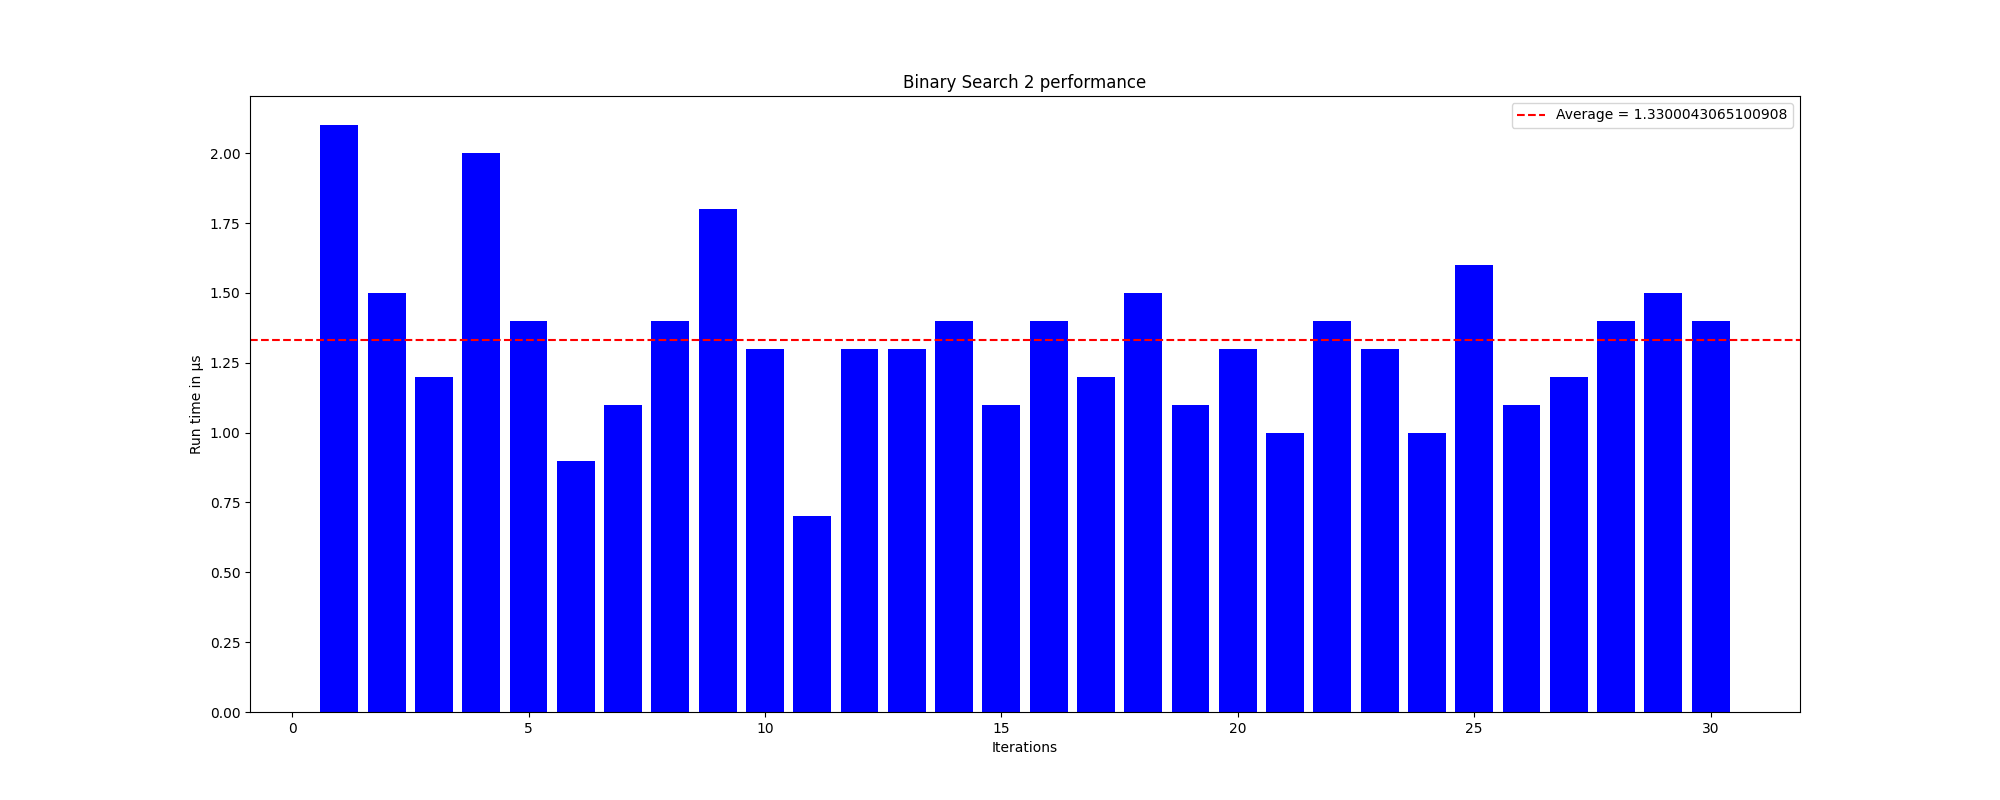 Binary Search 2 performance
Average = 1.3300043065100908
2.00
1.75
1.50
1.25
1.00
0.75
0.50
0.25
0.00
Run time in µs
0 5 10 15 20 25 30
Iterations